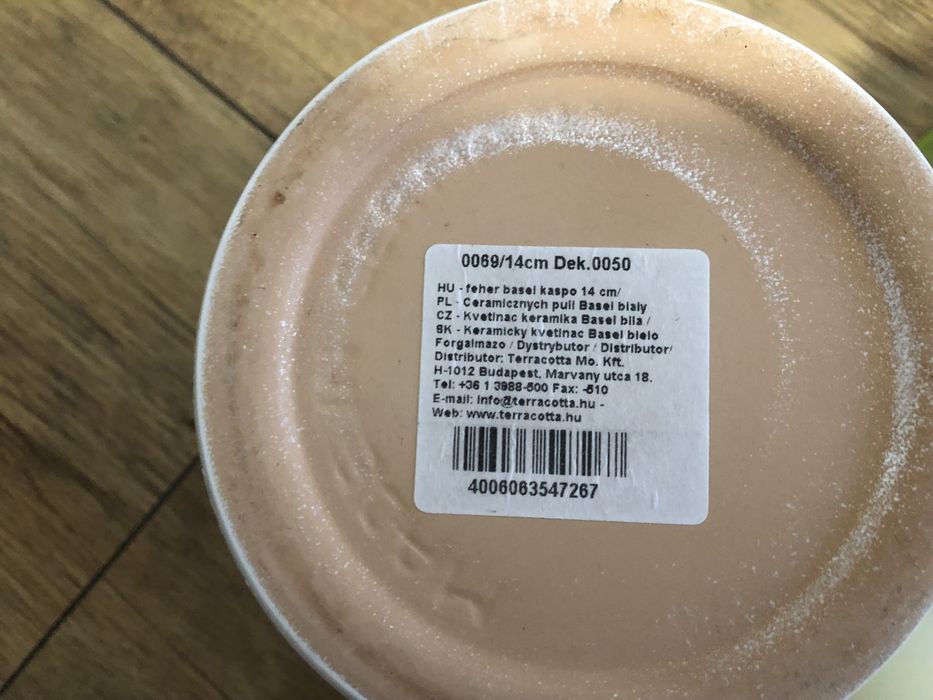 0069/14cm Dek.0050
HU - feher basel kaspo 14 cm/
PL - Ceramicznych puli Basel bialy
CZ - Kvetinac keramika Basel bila /
SK - Keramicky kvetinac Basel bielo
Forgalmazo / Dystrybutor / Distributor/
Distributor: Terracotta Mo. Kft.
H-1012 Budapest, Marvany utca 18.
Tel: +36 1 3988-500 Fax: -510
E-mail: info@terracotta.hu -
Web: www.terracotta.hu
4006063547267